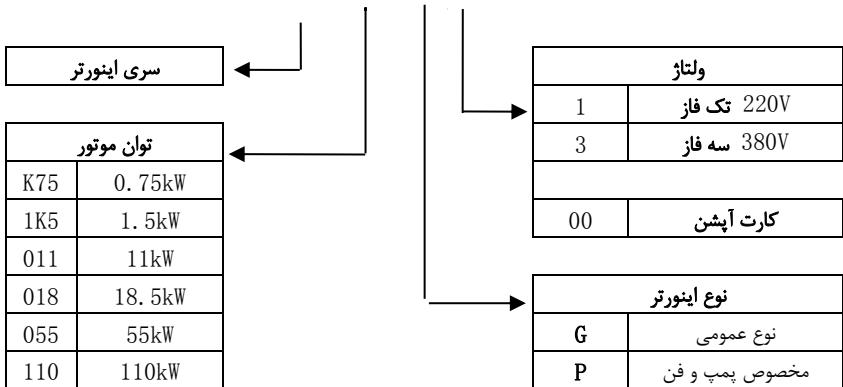 سری اینورتر
توان موتور
K75 0.75kW
1K5 1.5kW
011 11kW
018 18.5kW
055 55kW
110 110kW
ولتاژ
1 220V تک فاز
3 380V سه فاز
00 کارت آپشن
نوع اینورتر
G نوع عمومی
P مخصوص پمپ و فن